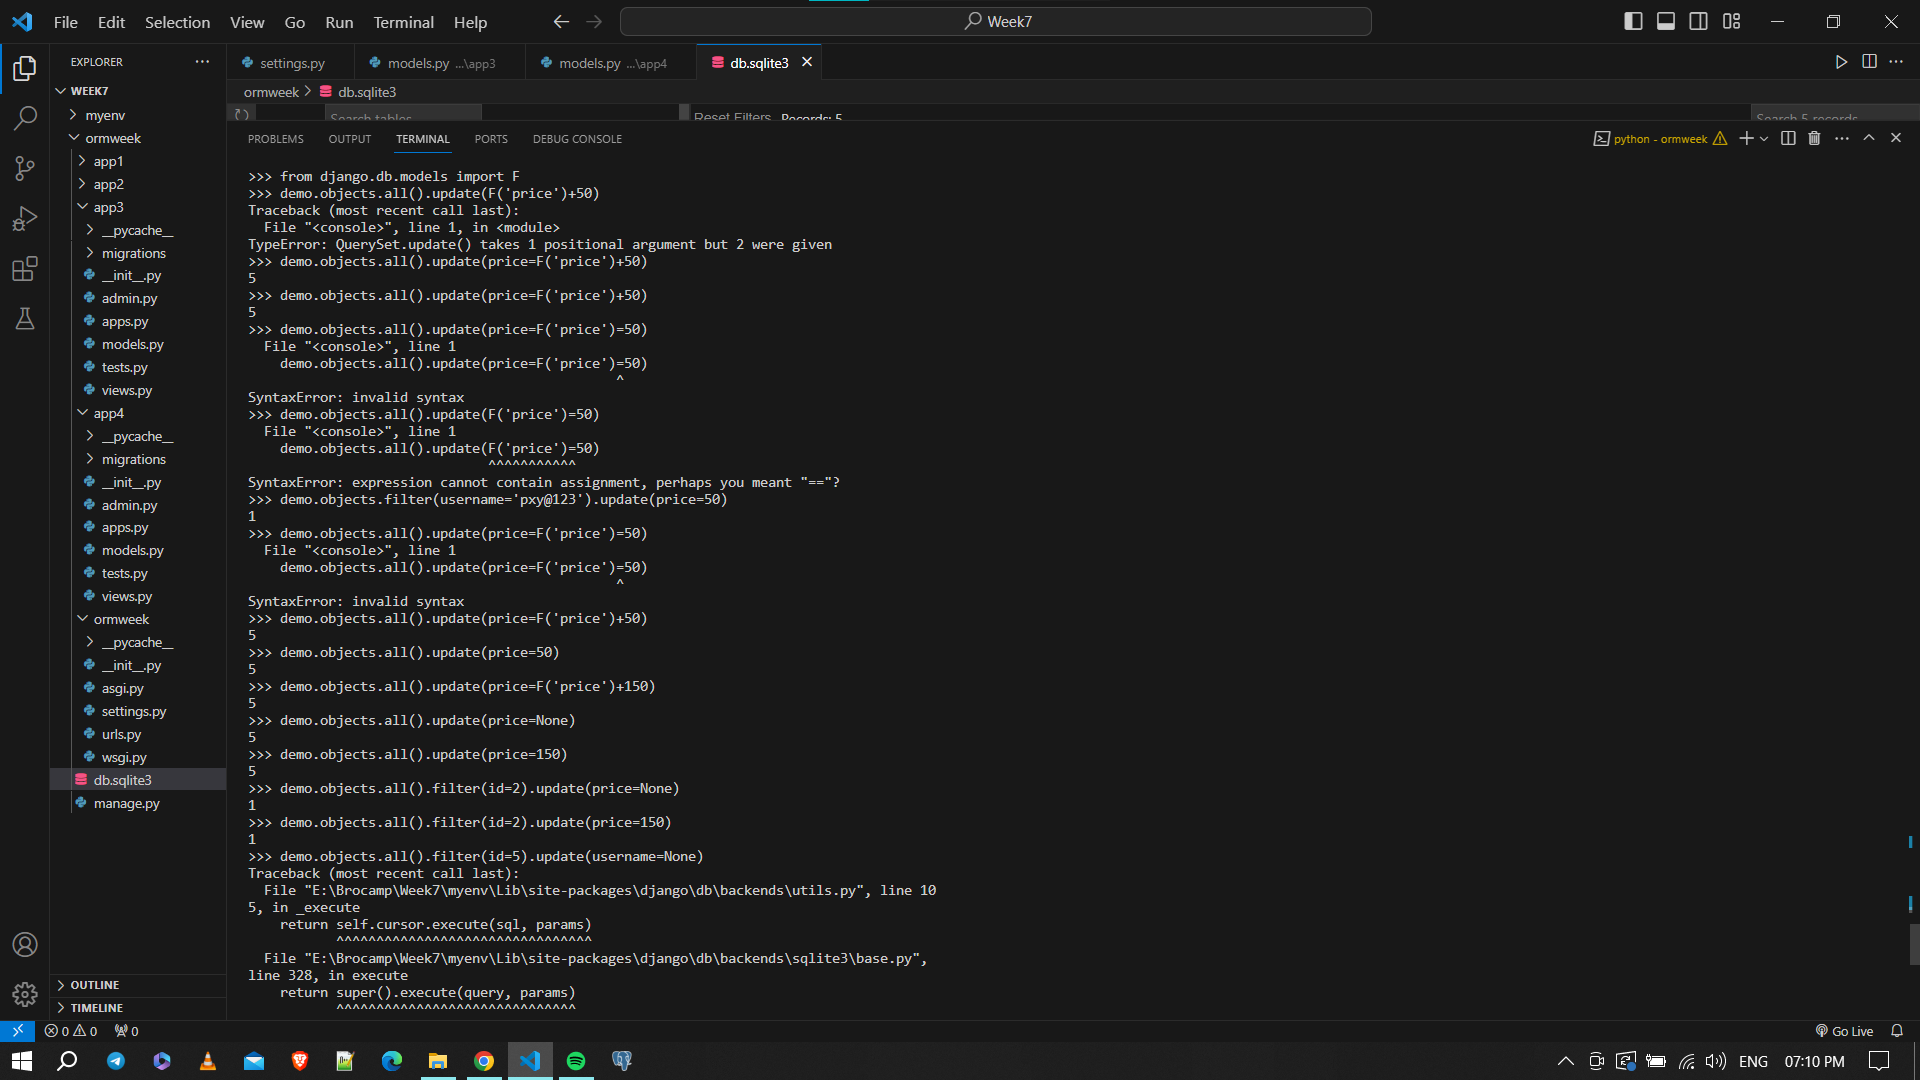 File Edit Selection View Go Run Terminal Help
Week7
EXPLORER
settings.py
models.py ...\app3
models.py ...\app4
db.sqlite3
WEEK7
ormweek > db.sqlite3
myenv
Search tables
Reset Filters Records: 5
Search 5 records
ormweek
PROBLEMS OUTPUT TERMINAL PORTS DEBUG CONSOLE
python - ormweek
app1
app2
app3
__pycache__
migrations
__init__.py
admin.py
apps.py
models.py
tests.py
views.py
app4
__pycache__
migrations
__init__.py
admin.py
apps.py
models.py
tests.py
views.py
ormweek
__pycache__
__init__.py
asgi.py
settings.py
urls.py
wsgi.py
db.sqlite3
manage.py
OUTLINE
TIMELINE
>>> from django.db.models import F
>>> demo.objects.all().update(F('price')+50)
Traceback (most recent call last):
  File "<console>", line 1, in <module>
TypeError: QuerySet.update() takes 1 positional argument but 2 were given
>>> demo.objects.all().update(price=F('price')+50)
5
>>> demo.objects.all().update(price=F('price')+50)
5
>>> demo.objects.all().update(price=F('price')=50)
  File "<console>", line 1
    demo.objects.all().update(price=F('price')=50)
                                              ^
SyntaxError: invalid syntax
>>> demo.objects.all().update(F('price')=50)
  File "<console>", line 1
    demo.objects.all().update(F('price')=50)
                              ^^^^^^^^^^^
SyntaxError: expression cannot contain assignment, perhaps you meant "=="?
>>> demo.objects.filter(username='pxy@123').update(price=50)
1
>>> demo.objects.all().update(price=F('price')=50)
  File "<console>", line 1
    demo.objects.all().update(price=F('price')=50)
                                              ^
SyntaxError: invalid syntax
>>> demo.objects.all().update(price=F('price')+50)
5
>>> demo.objects.all().update(price=50)
5
>>> demo.objects.all().update(price=F('price')+150)
5
>>> demo.objects.all().update(price=None)
5
>>> demo.objects.all().update(price=150)
5
>>> demo.objects.all().filter(id=2).update(price=None)
1
>>> demo.objects.all().filter(id=2).update(price=150)
1
>>> demo.objects.all().filter(id=5).update(username=None)
Traceback (most recent call last):
  File "E:\Brocamp\Week7\myenv\Lib\site-packages\django\db\backends\utils.py", line 10
5, in _execute
    return self.cursor.execute(sql, params)
           ^^^^^^^^^^^^^^^^^^^^^^^^^^^^^^^^
  File "E:\Brocamp\Week7\myenv\Lib\site-packages\django\db\backends\sqlite3\base.py",
line 328, in execute
    return super().execute(query, params)
           ^^^^^^^^^^^^^^^^^^^^^^^^^^^^^^
0 0 0
Go Live
ENG 07:10 PM